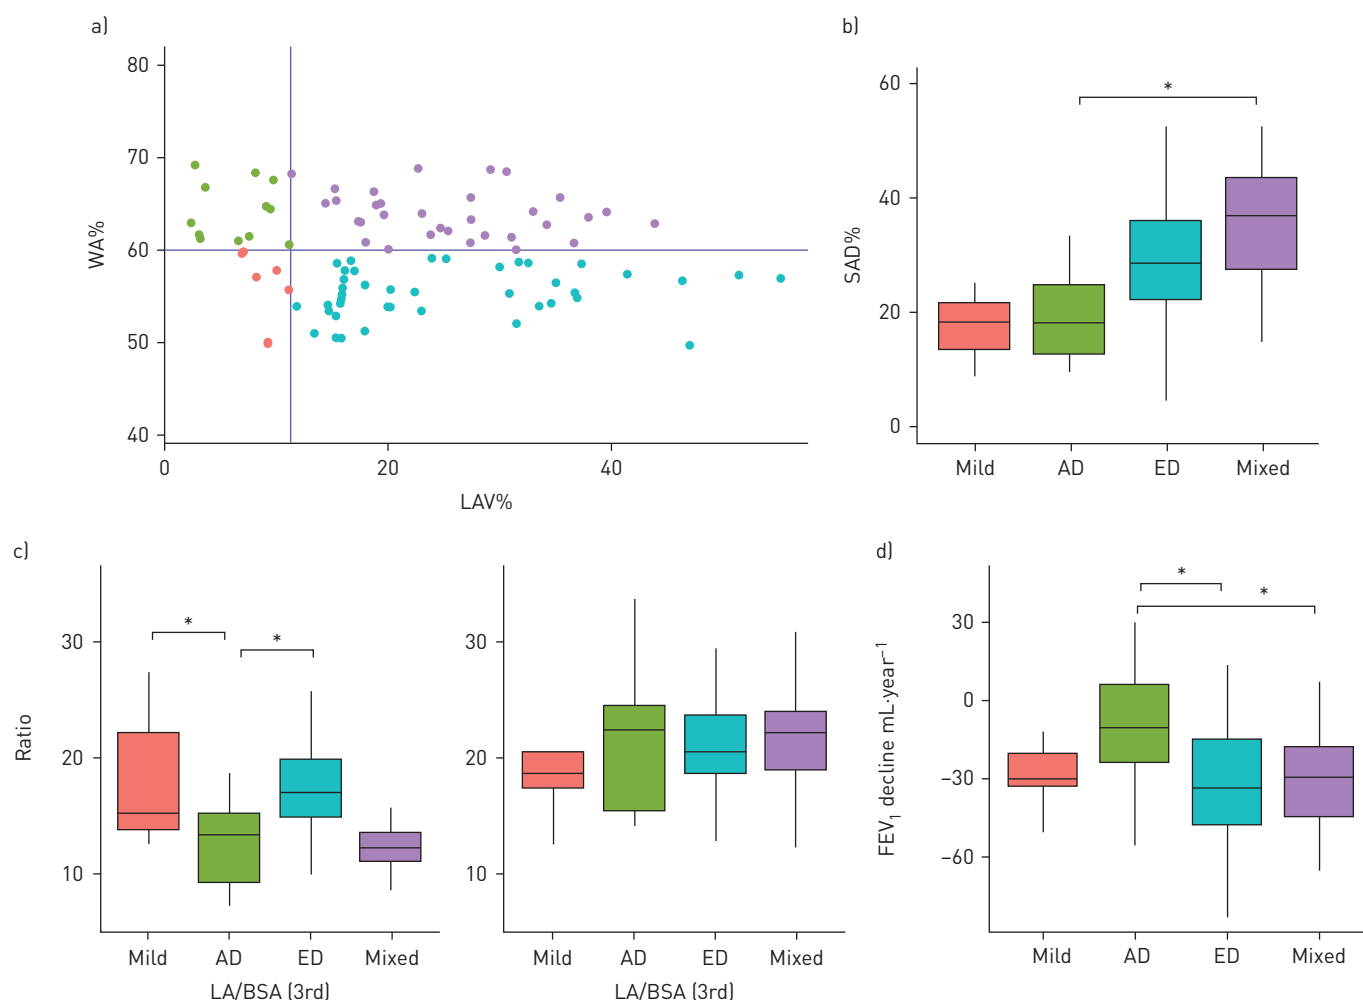 a)
80
70
60
50
40
WA%
0
20
40
LAV%
b)
60
40
20
0
SAD%
*
Mild
AD
ED
Mixed
c)
Ratio
30
20
10
*
*
Mild
AD
ED
Mixed
LA/BSA (3rd)
30
20
10
Mild
AD
ED
Mixed
LA/BSA (3rd)
d)
FEV₁ decline mL·year⁻¹
30
0
–30
–60
*
*
Mild
AD
ED
Mixed